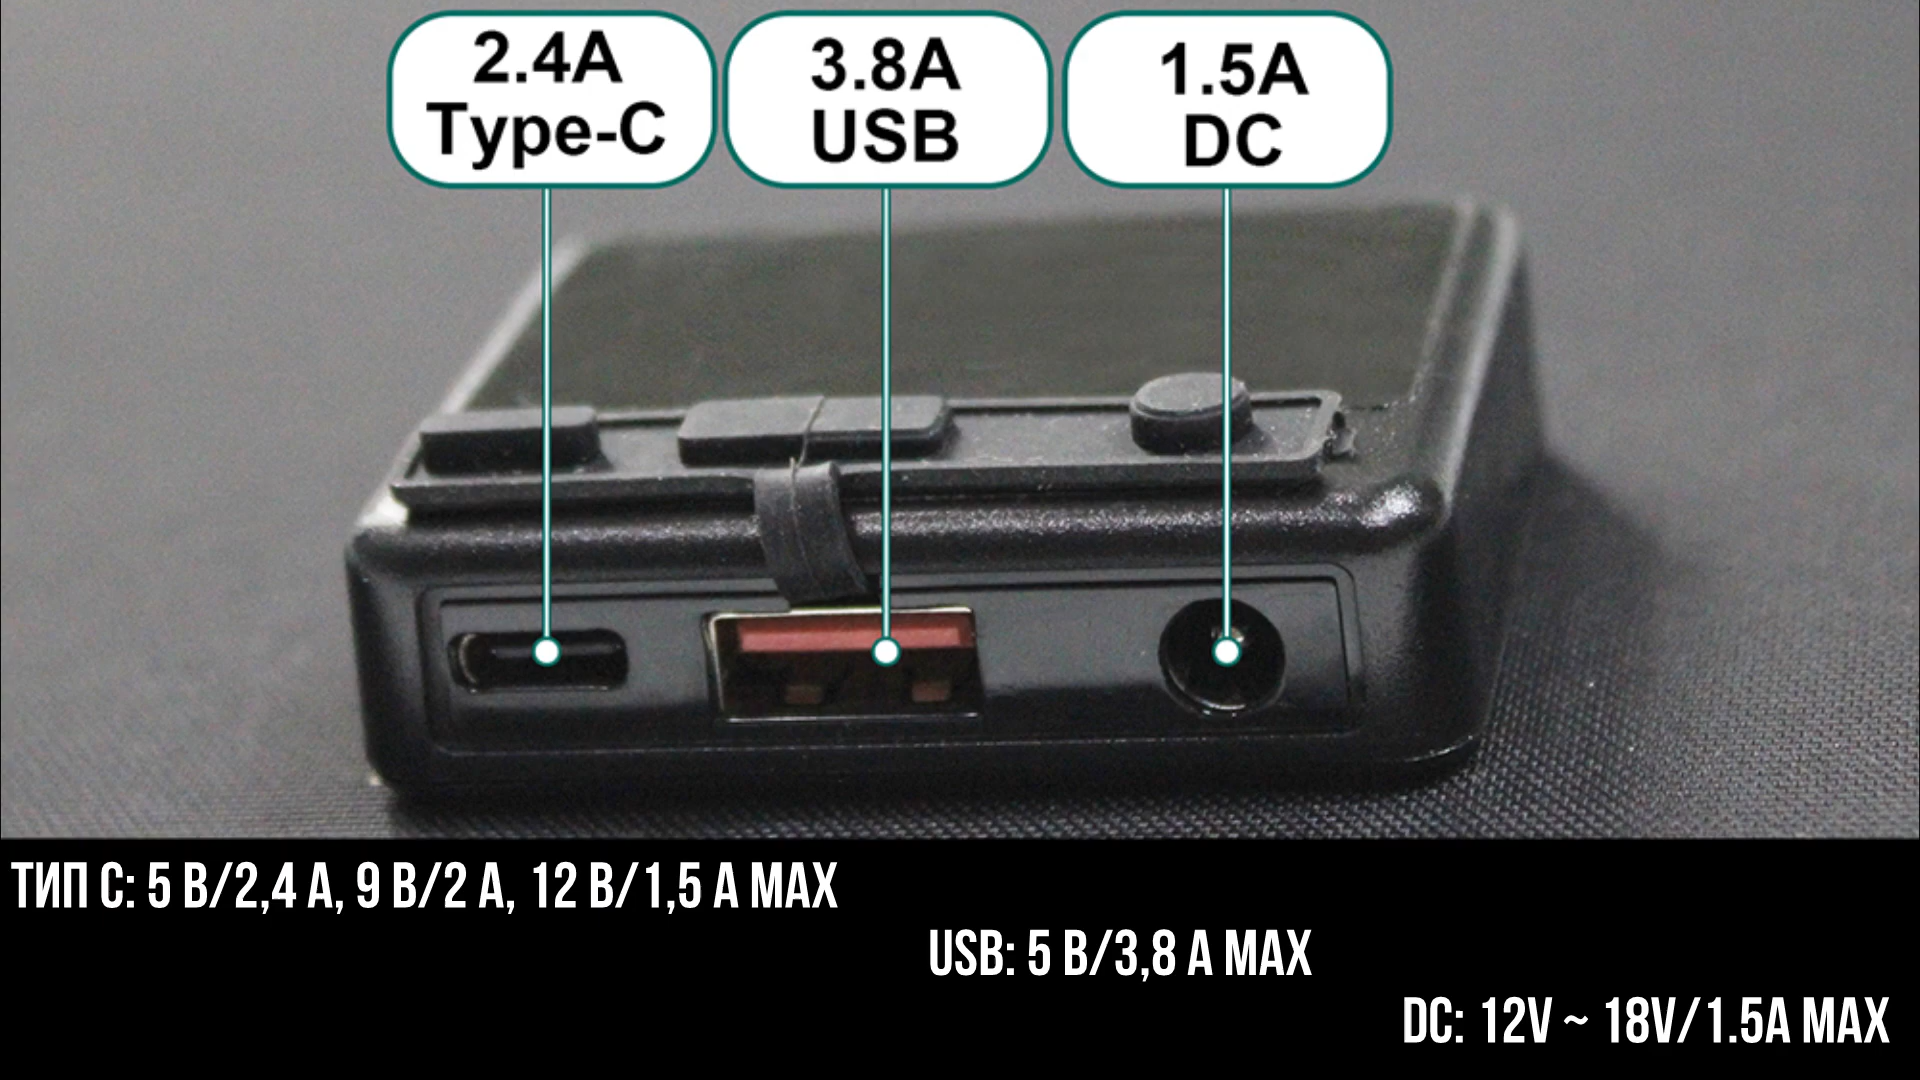 2.4A
Type-C
3.8A
USB
1.5A
DC
ТИП С: 5 В/2,4 А, 9 В/2 А, 12 В/1,5 А MAX
USB: 5 В/3,8 А MAX
DC: 12V ~ 18V/1.5A MAX